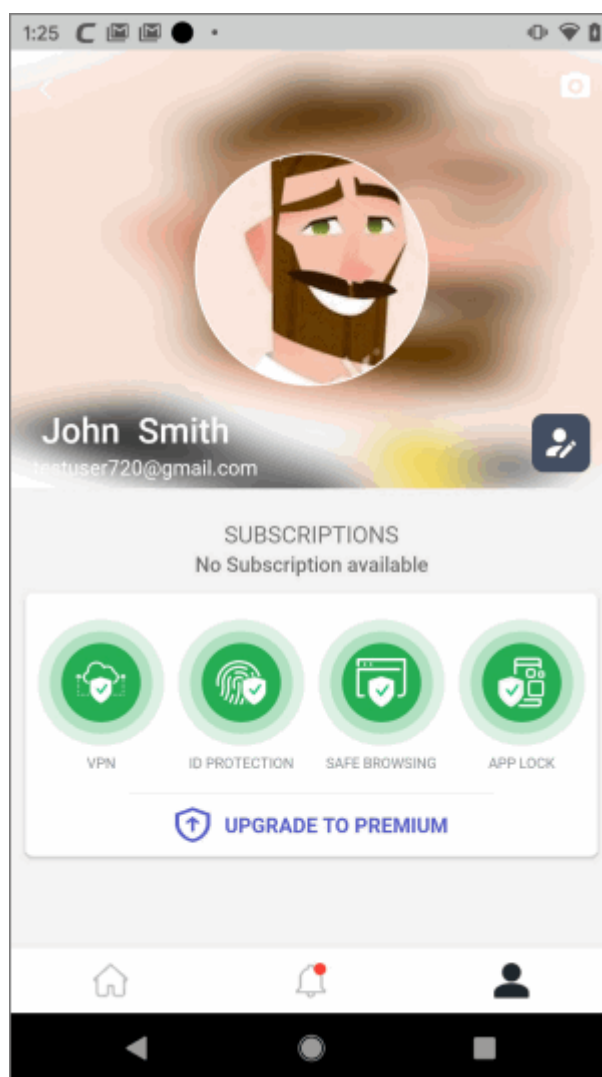 1:25
John Smith
testuser720@gmail.com
SUBSCRIPTIONS
No Subscription available
VPN ID PROTECTION SAFE BROWSING APP LOCK
UPGRADE TO PREMIUM